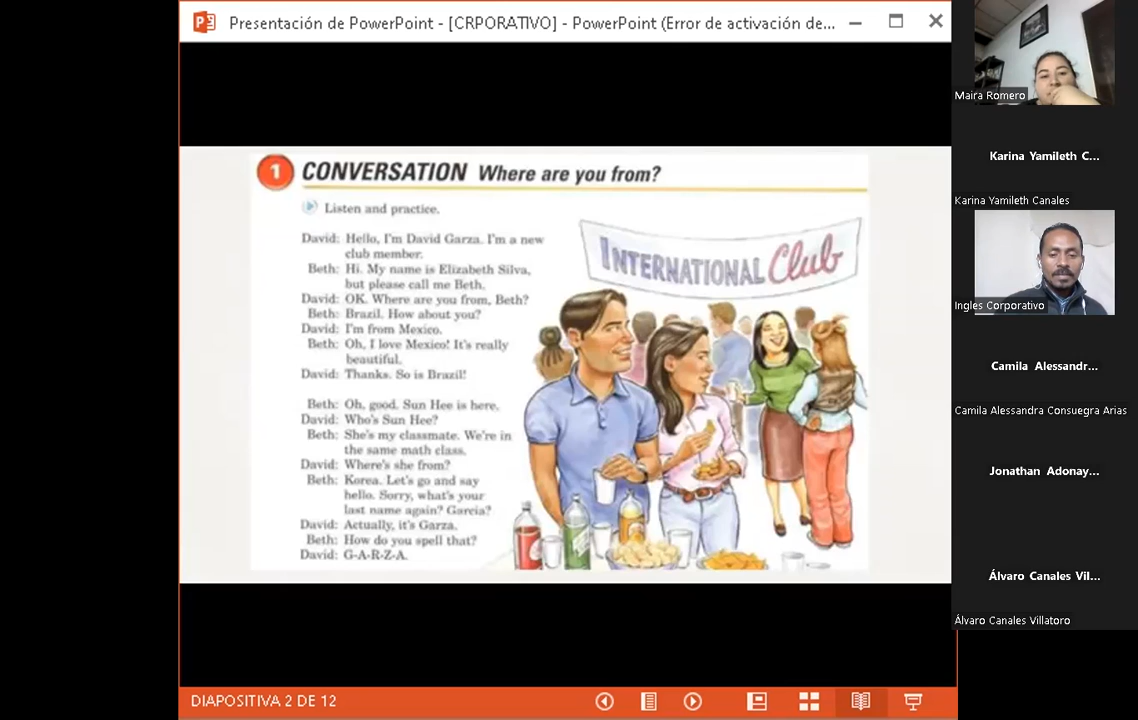 Presentación de PowerPoint - [CRPORATIVO] - PowerPoint (Error de activación de...
1 CONVERSATION Where are you from?
Listen and practice.
David: Hello, I'm David Garza. I'm a new
club member.
Beth: Hi. My name is Elizabeth Silva,
but please call me Beth.
David: OK. Where are you from, Beth?
Beth: Brazil. How about you?
David: I'm from Mexico.
Beth: Oh, I love Mexico! It's really
beautiful.
David: Thanks. So is Brazil!
Beth: Oh, good. Sun Hee is here.
David: Who's Sun Hee?
Beth: She's my classmate. We're in
the same math class.
David: Where's she from?
Beth: Korea. Let's go and say
hello. Sorry, what's your
last name again? Garcia?
David: Actually, it's Garza.
Beth: How do you spell that?
David: G-A-R-Z-A.
INTERNATIONAL Club
DIAPOSITIVA 2 DE 12
Maira Romero
Karina Yamileth C...
Karina Yamileth Canales
Ingles Corporativo
Camila Alessandr...
Camila Alessandra Consuegra Arias
Jonathan Adonay...
Álvaro Canales Vil...
Álvaro Canales Villatoro